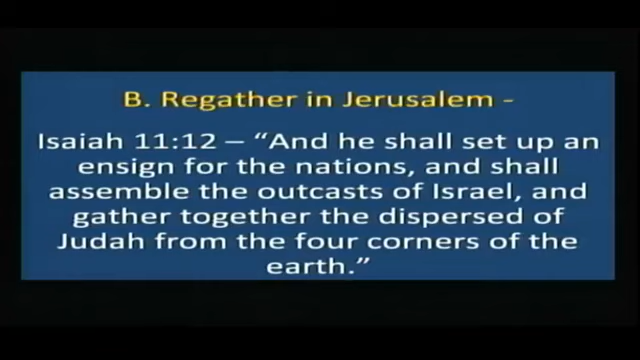 B. Regather in Jerusalem -
Isaiah 11:12 – “And he shall set up an
ensign for the nations, and shall
assemble the outcasts of Israel, and
gather together the dispersed of
Judah from the four corners of the
earth.”